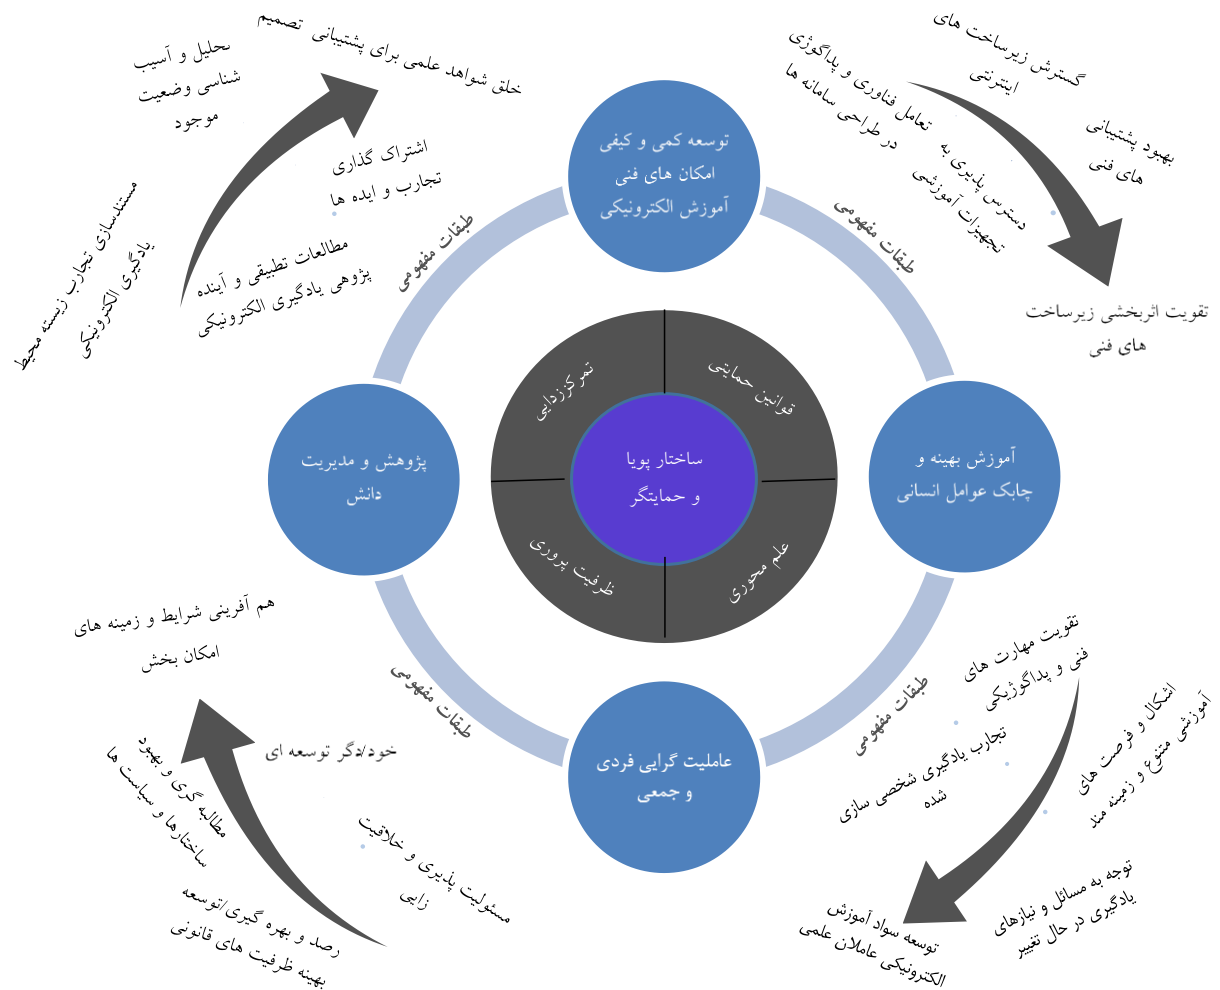 خلق شواهد علمی برای پشتیبانی تصمیم
تحلیل و آسیب
شناسی وضعیت
موجود
اشتراک گذاری
تجارب و ایده ها
مطالعات تطبیقی و آینده
پژوهی یادگیری الکترونیکی
مستندسازی تجارب زیسته محیط
یادگیری الکترونیکی
گسترش زیرساخت های
اینترنتی
تعامل فناوری و پداگوژی
در طراحی سامانه ها
بهبود پشتیبانی
های فنی
دسترس پذیری به
تجهیزات آموزشی
تقویت اثربخشی زیرساخت
های فنی
توسعه کمی و کیفی
امکان های فنی
آموزش الکترونیکی
طبقات مفهومی
طبقات مفهومی
قوانین حمایتی
تمرکززدایی
ساختار پویا
و حمایتگر
علم محوری
ظرفیت پروری
آموزش بهینه و
چابک عوامل انسانی
پژوهش و مدیریت
دانش
عاملیت گرایی فردی
و جمعی
طبقات مفهومی
طبقات مفهومی
تقویت مهارت های
فنی و پداگوژیکی
تجارب یادگیری شخصی سازی
شده
اشکال و فرصت های
آموزشی متنوع و زمینه مند
توجه به مسائل و نیازهای
یادگیری در حال تغییر
توسعه سواد آموزش
الکترونیکی عاملان علمی
هم آفرینی شرایط و زمینه های
امکان بخش
خود/دگر توسعه ای
مطالبه گری و بهبود
ساختارها و سیاست ها
مسئولیت پذیری و خلاقیت
زایی
رصد و بهره گیری/توسعه
بهینه ظرفیت های قانونی